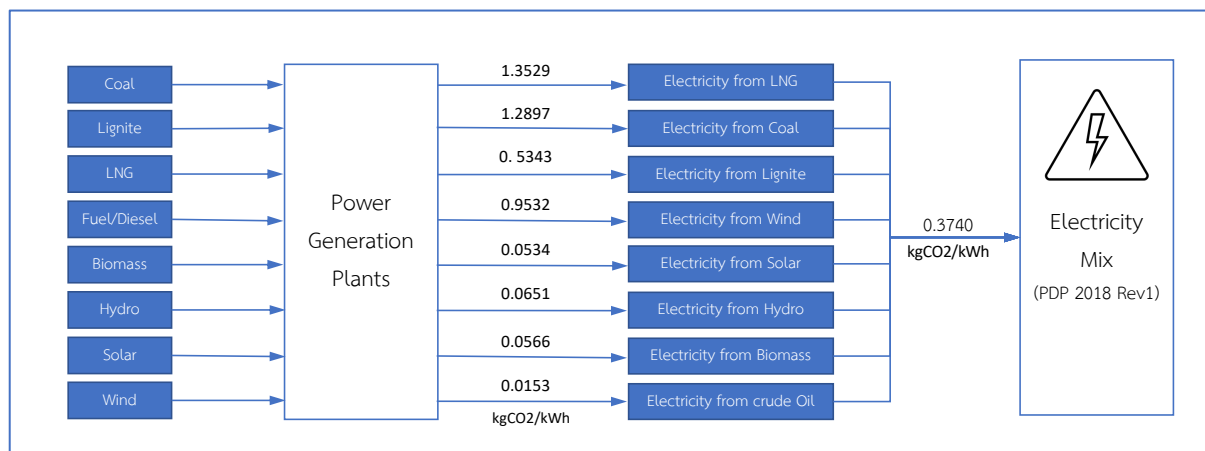 Coal
Lignite
LNG
Fuel/Diesel
Biomass
Hydro
Solar
Wind
Power
Generation
Plants
1.3529
1.2897
0. 5343
0.9532
0.0534
0.0651
0.0566
0.0153
kgCO2/kWh
Electricity from LNG
Electricity from Coal
Electricity from Lignite
Electricity from Wind
Electricity from Solar
Electricity from Hydro
Electricity from Biomass
Electricity from crude Oil
0.3740
kgCO2/kWh
Electricity
Mix
(PDP 2018 Rev1)